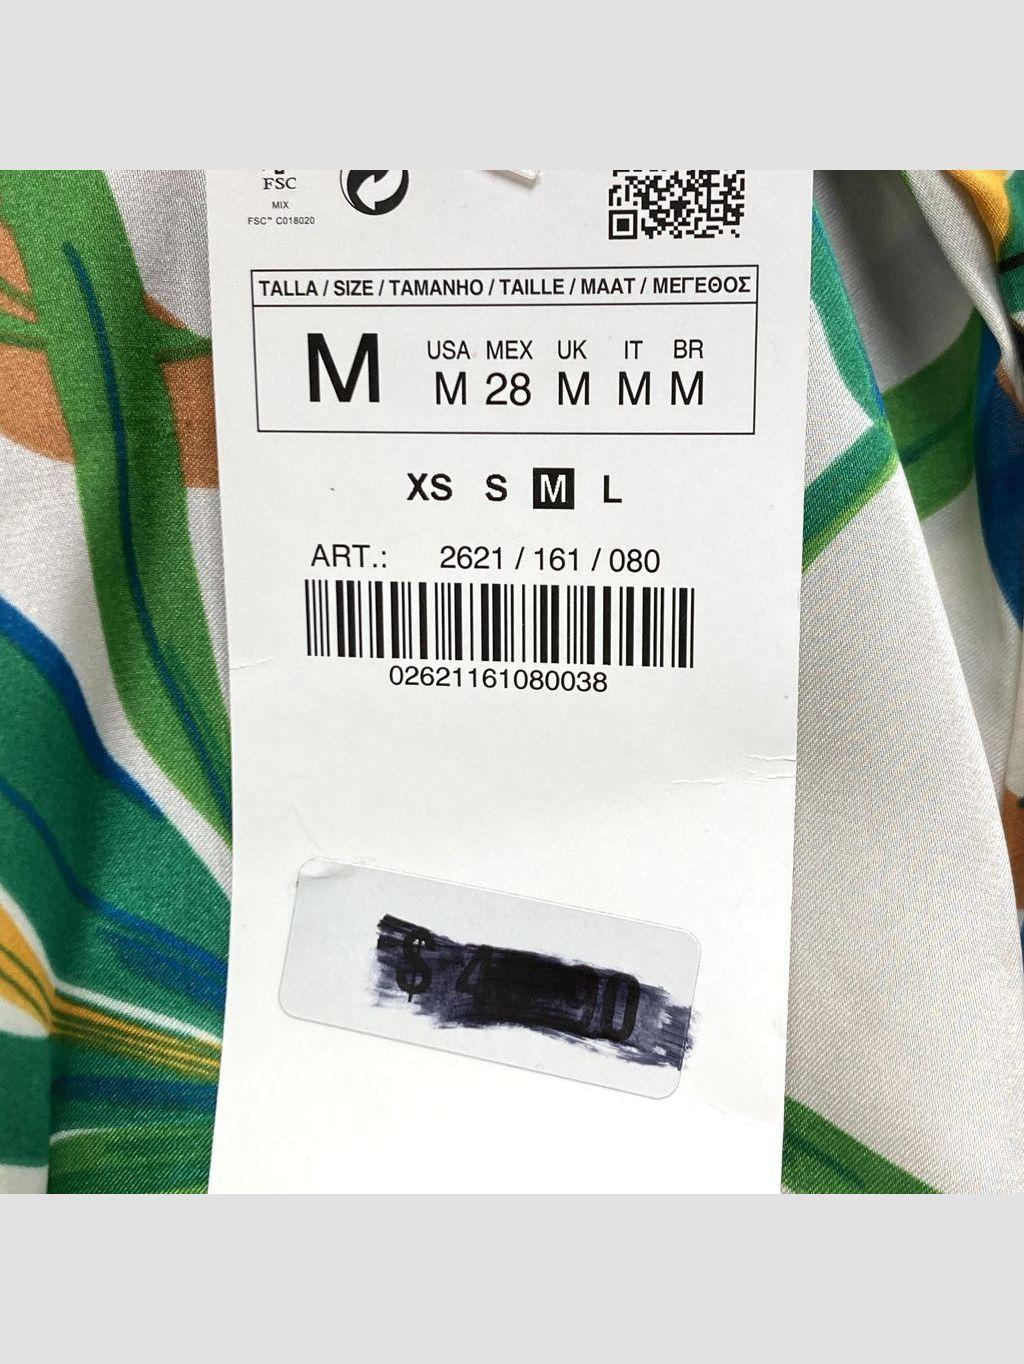 FSC
MIX
FSC™ C018020
TALLA / SIZE / TAMANHO / TAILLE / MAAT / ΜΕΓΕΘΟΣ
M USA MEX UK IT BR
M 28 M M M
XS S M L
ART.: 2621 / 161 / 080
02621161080038